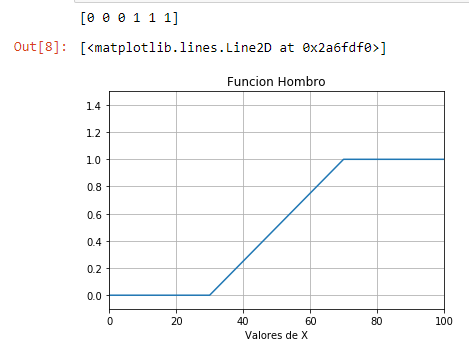 [0 0 0 1 1 1]
Out[8]: [<matplotlib.lines.Line2D at 0x2a6fdf0>]
Funcion Hombro
1.4
1.2
1.0
0.8
0.6
0.4
0.2
0.0
0 20 40 60 80 100
Valores de X